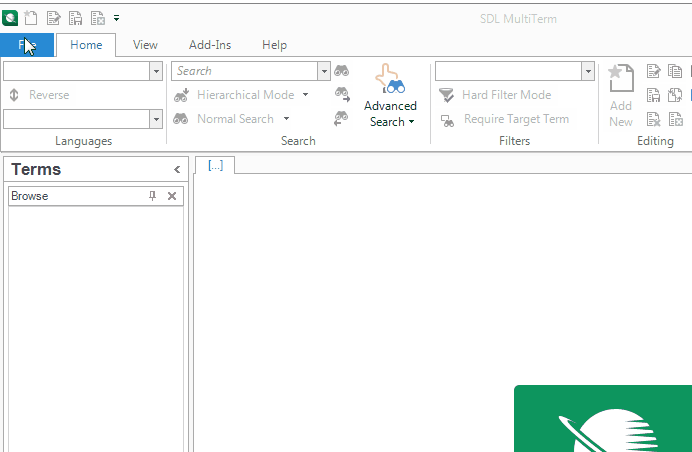 SDL MultiTerm
File Home View Add-Ins Help
Search
Reverse
Hierarchical Mode
Normal Search
Advanced
Search
Hard Filter Mode
Require Target Term
Add
New
Languages Search Filters Editing
Terms
[...]
Browse